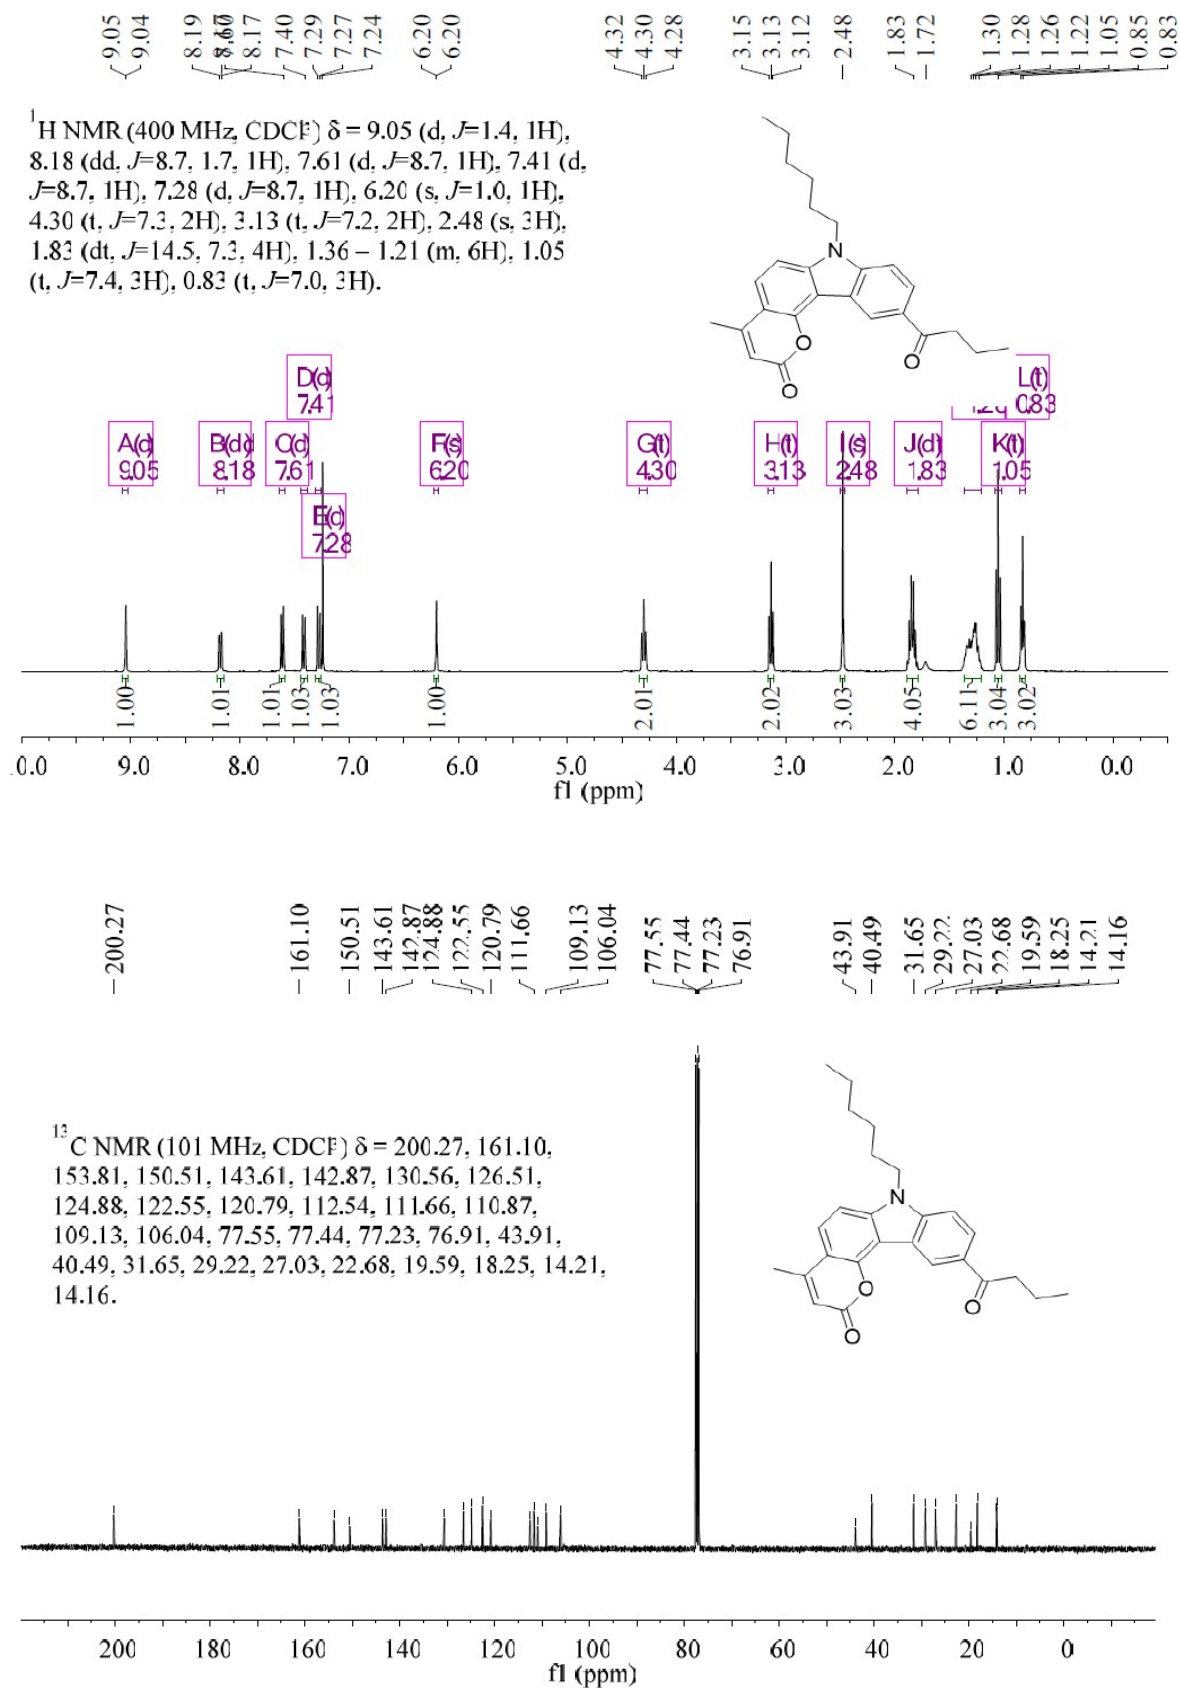 9.05 9.04 8.19 8.17 7.60 7.40 7.29 7.27 7.24 6.20 6.20 4.32 4.30 4.28 3.15 3.13 3.12 2.48 1.83 1.72 1.30 1.28 1.26 1.22 1.05 0.85 0.83
1H NMR (400 MHz, CDCl3) δ = 9.05 (d, J=1.4, 1H),
8.18 (dd, J=8.7, 1.7, 1H), 7.61 (d, J=8.7, 1H), 7.41 (d,
J=8.7, 1H), 7.28 (d, J=8.7, 1H), 6.20 (s, J=1.0, 1H),
4.30 (t, J=7.3, 2H), 3.13 (t, J=7.2, 2H), 2.48 (s, 3H),
1.83 (dt, J=14.5, 7.3, 4H), 1.36 – 1.21 (m, 6H), 1.05
(t, J=7.4, 3H), 0.83 (t, J=7.0, 3H).
N
O
O
O
D(d) L(t)
7.41 0.83
A(d) B(dd) C(d) F(s) G(t) H(t) I(s) J(d) K(t)
9.05 8.18 7.61 6.20 4.30 3.13 2.48 1.83 1.05
E(d)
7.28
1.00 1.01 1.01 1.03 1.03 1.00 2.01 2.02 3.03 4.05 6.11 3.04 3.02
.0.0 9.0 8.0 7.0 6.0 5.0 4.0 3.0 2.0 1.0 0.0
f1 (ppm)
200.27 161.10 150.51 143.61 142.87 124.88 122.55 120.79 111.66 109.13 106.04 77.55 77.44 77.23 76.91 43.91 40.49 31.65 29.22 27.03 22.68 19.59 18.25 14.21 14.16
13C NMR (101 MHz, CDCl3) δ = 200.27, 161.10,
153.81, 150.51, 143.61, 142.87, 130.56, 126.51,
124.88, 122.55, 120.79, 112.54, 111.66, 110.87,
109.13, 106.04, 77.55, 77.44, 77.23, 76.91, 43.91,
40.49, 31.65, 29.22, 27.03, 22.68, 19.59, 18.25, 14.21,
14.16.
N
O
O
O
200 180 160 140 120 100 80 60 40 20 0
f1 (ppm)